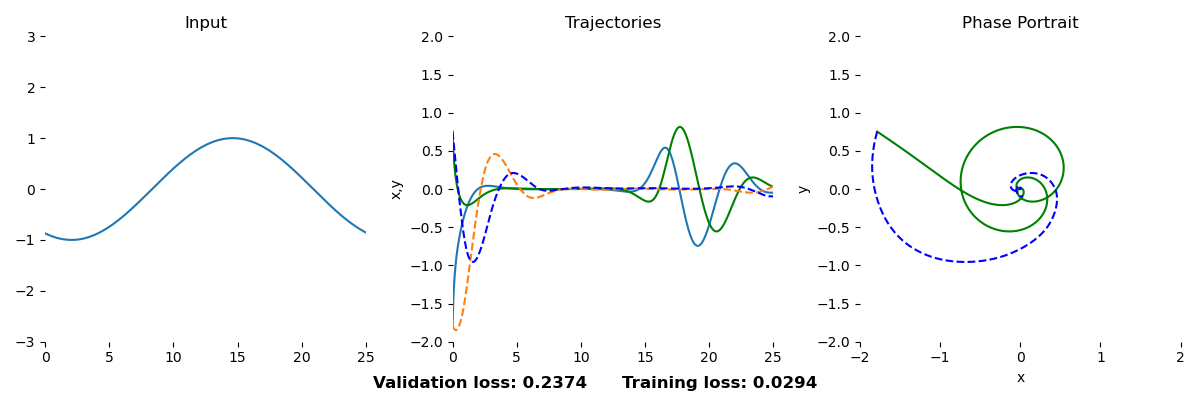 Input
3
2
1
0
−1
−2
−3
0 5 10 15 20 25
Trajectories
x,y
2.0
1.5
1.0
0.5
0.0
−0.5
−1.0
−1.5
−2.0
0 5 10 15 20 25
Phase Portrait
y
2.0
1.5
1.0
0.5
0.0
−0.5
−1.0
−1.5
−2.0
−2 −1 0 1 2
x
Validation loss: 0.2374 Training loss: 0.0294